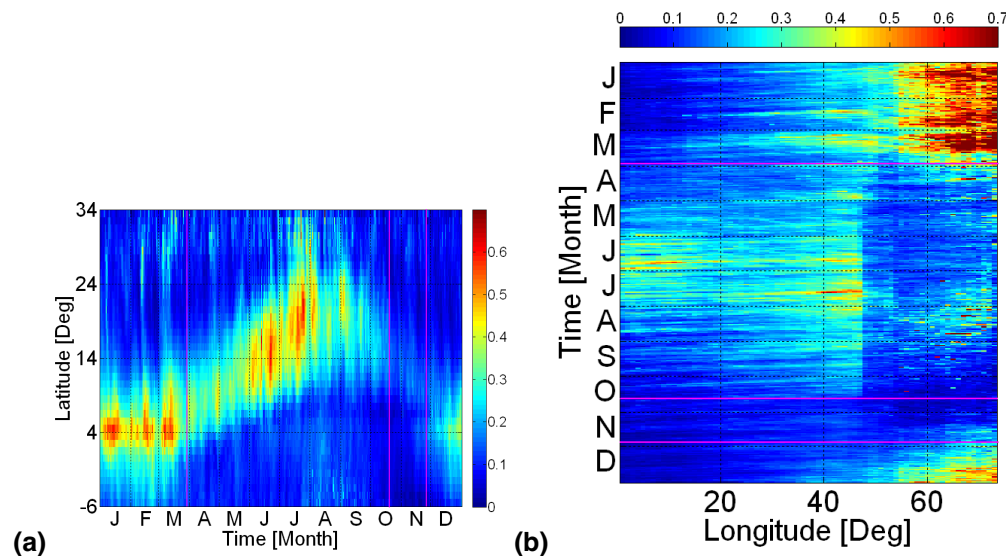 0 0.1 0.2 0.3 0.4 0.5 0.6 0.7
J
F
M
A
M
J
J
A
S
O
N
D
Time [Month]
20 40 60
Longitude [Deg]
(b)
34
24
14
4
-6
Latitude [Deg]
J F M A M J J A S O N D
Time [Month]
0.6
0.5
0.4
0.3
0.2
0.1
0
(a)